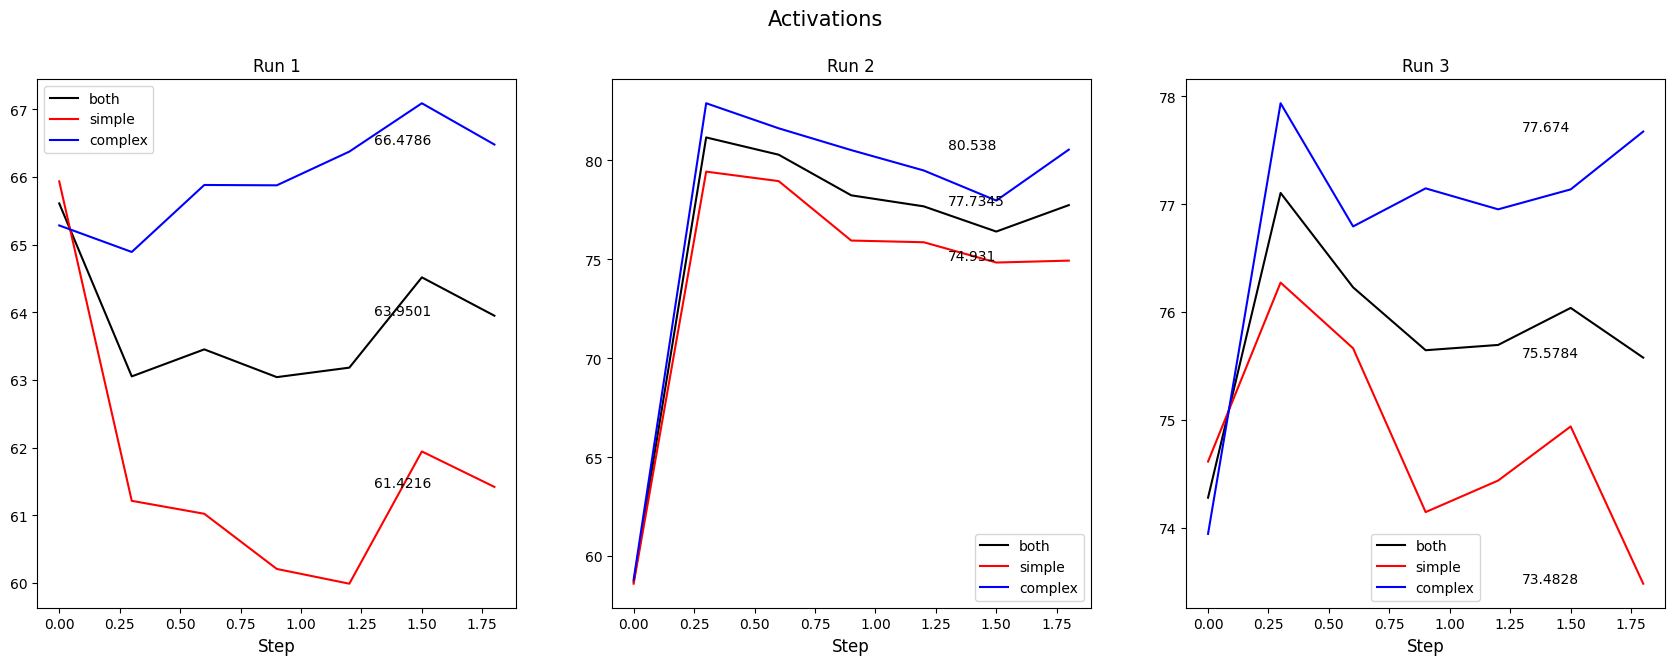 Activations
Run 1
67
66
65
64
63
62
61
60
both
simple
complex
66.4786
63.9501
61.4216
0.00 0.25 0.50 0.75 1.00 1.25 1.50 1.75
Step
Run 2
80
75
70
65
60
80.538
77.7345
74.931
both
simple
complex
0.00 0.25 0.50 0.75 1.00 1.25 1.50 1.75
Step
Run 3
78
77
76
75
74
77.674
75.5784
73.4828
both
simple
complex
0.00 0.25 0.50 0.75 1.00 1.25 1.50 1.75
Step